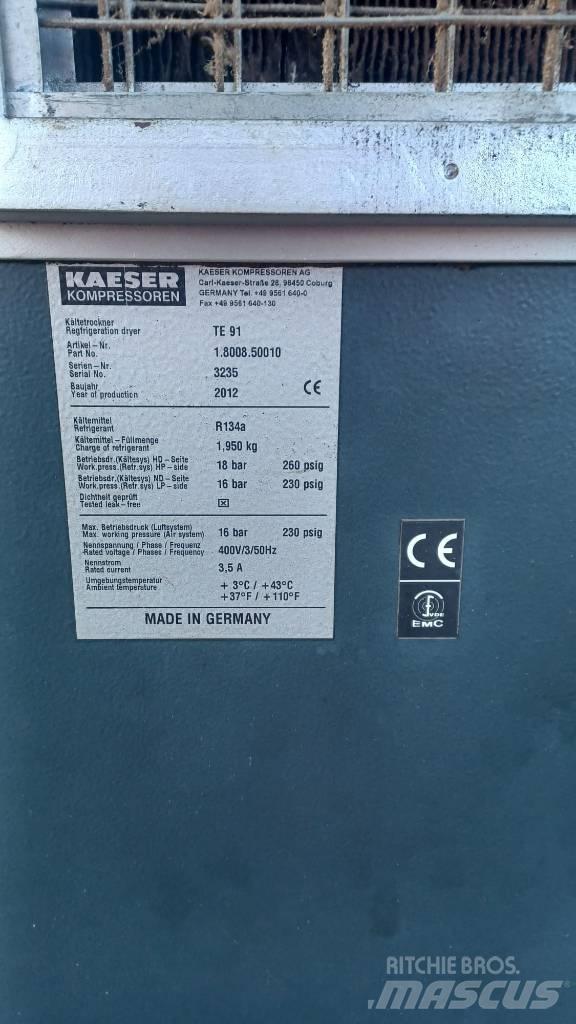 KAESER
KOMPRESSOREN
KAESER KOMPRESSOREN AG
Carl-Kaeser-Straße 26, 96450 Coburg
GERMANY Tel. +49 9561 640-0
Fax +49 9561 640-130
Kältetrockner
Regfrigeration dryer TE 91
Artikel-Nr.
Part No. 1.8008.50010
Serien-Nr.
Serial No. 3235
Baujahr
Year of production 2012 CE
Kältemittel
Refrigerant R134a
Kältemittel-Füllmenge
Charge of refrigerant 1,950 kg
Betriebsdr.(Kältesys) HD-Seite
Work.press.(Refr.sys) HP-side 18 bar 260 psig
Betriebsdr.(Kältesys) ND-Seite
Work.press.(Refr.sys) LP-side 16 bar 230 psig
Dichtheit geprüft
Tested leak-free ☒
Max. Betriebsdruck (Luftsystem)
Max. working pressure (Air system) 16 bar 230 psig
Nennspannung / Phase / Frequenz
Rated voltage / Phases / Frequency 400V/3/50Hz
Nennstrom
Rated current 3,5 A
Umgebungstemperatur
Ambient temperature + 3°C / +43°C
+37°F / +110°F
MADE IN GERMANY
CE
VDE
EMC
RITCHIE BROS.
MASCUS